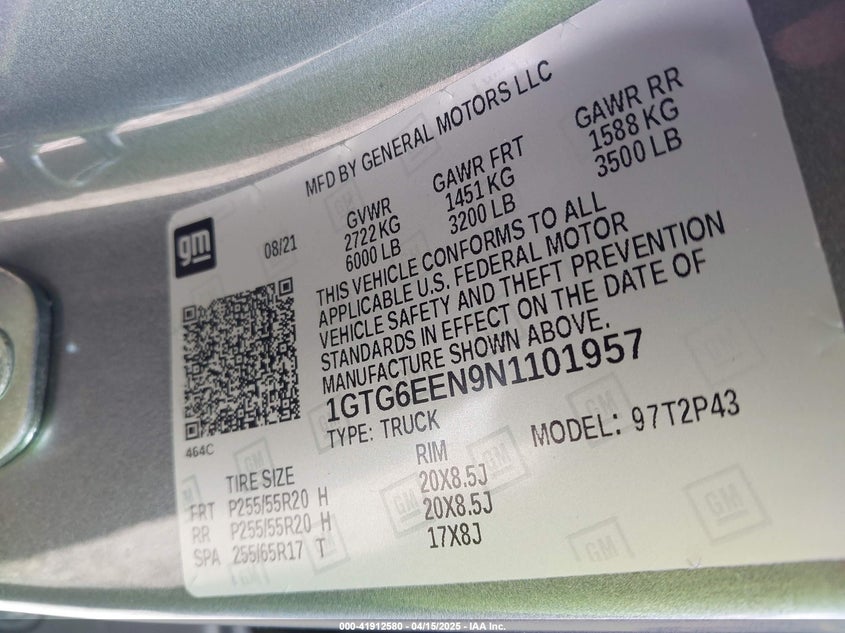 MFD BY GENERAL MOTORS LLC
gm
08/21
GVWR GAWR FRT GAWR RR
2722 KG 1451 KG 1588 KG
6000 LB 3200 LB 3500 LB
THIS VEHICLE CONFORMS TO ALL
APPLICABLE U.S. FEDERAL MOTOR
VEHICLE SAFETY AND THEFT PREVENTION
STANDARDS IN EFFECT ON THE DATE OF
MANUFACTURE SHOWN ABOVE.
1GTG6EEN9N1101957
464C
TYPE: TRUCK MODEL: 97T2P43
TIRE SIZE RIM
FRT P255/55R20 H 20X8.5J
RR P255/55R20 H 20X8.5J
SPA 255/65R17 T 17X8J
000-41912580 - 04/15/2025 - IAA Inc.